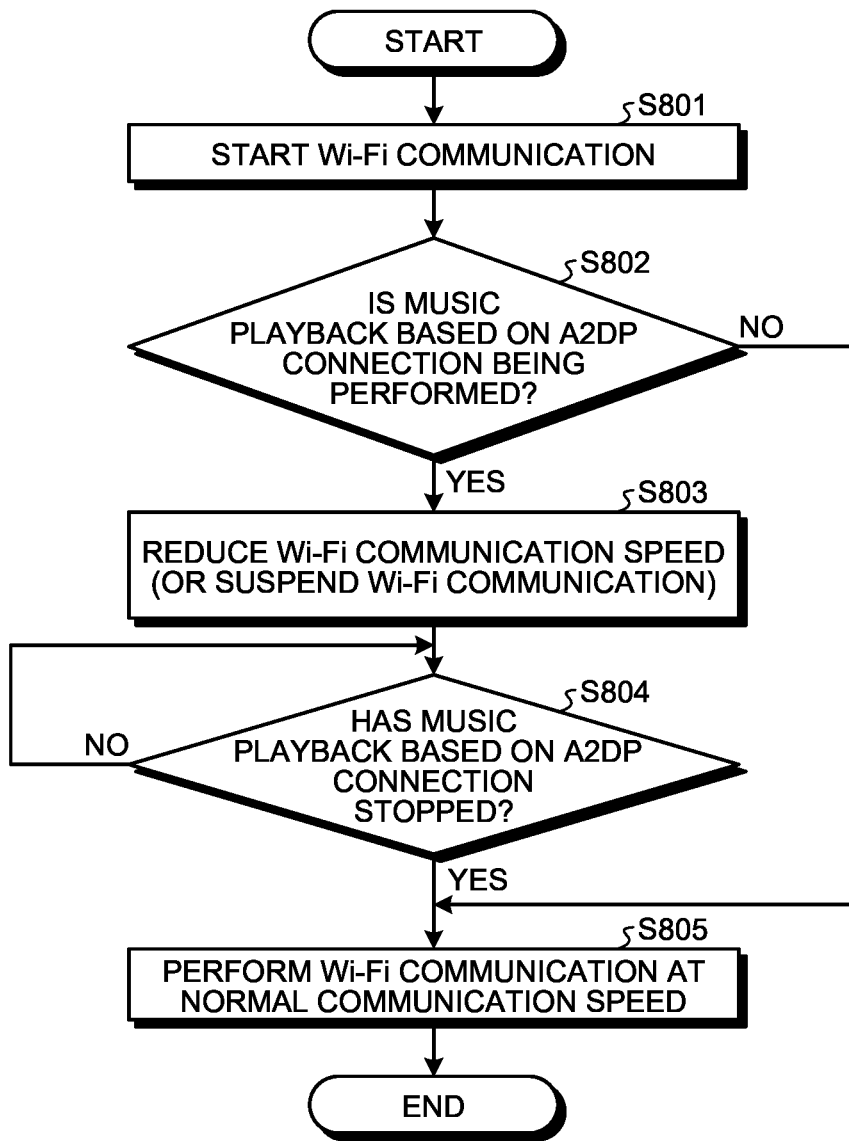 START
S801
START Wi-Fi COMMUNICATION
S802
IS MUSIC
PLAYBACK BASED ON A2DP
CONNECTION BEING
PERFORMED?
NO
YES
S803
REDUCE Wi-Fi COMMUNICATION SPEED
(OR SUSPEND Wi-Fi COMMUNICATION)
S804
HAS MUSIC
PLAYBACK BASED ON A2DP
CONNECTION
STOPPED?
NO
YES
S805
PERFORM Wi-Fi COMMUNICATION AT
NORMAL COMMUNICATION SPEED
END